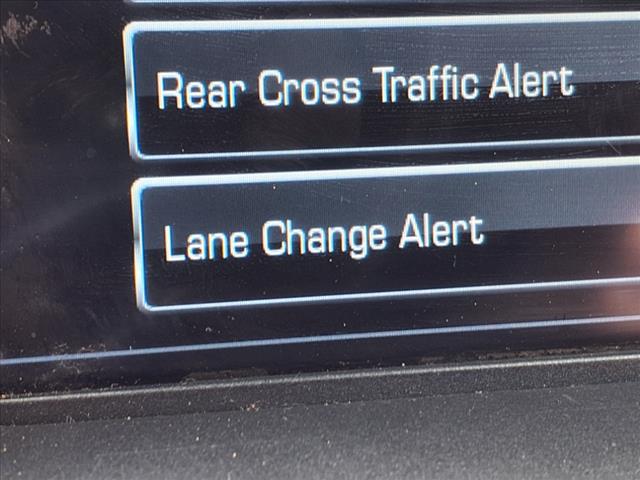 Rear Cross Traffic Alert
Lane Change Alert